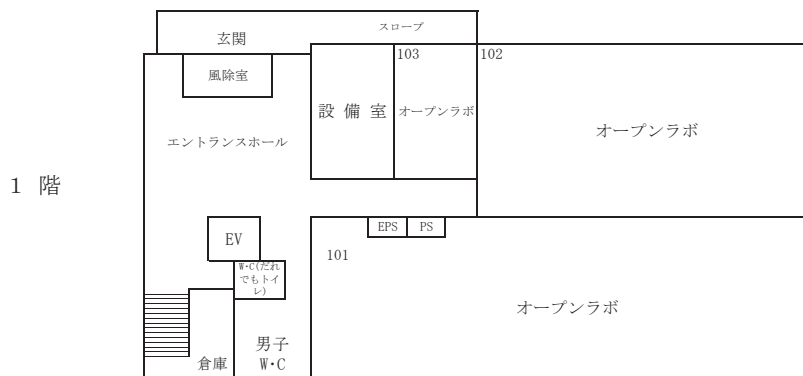 スロープ
玄関
103
102
風除室
設 備 室
オープンラボ
オープンラボ
エントランスホール
1 階
EPS
PS
EV
101
W・C(だれ
でもトイ
レ)
オープンラボ
男子
倉庫
W・C